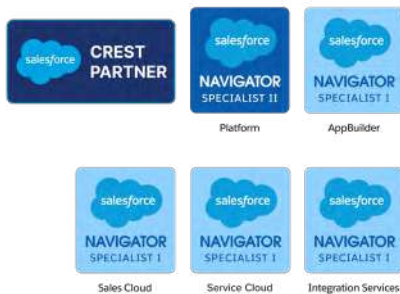 salesforce
CREST
PARTNER
salesforce
NAVIGATOR
SPECIALIST II
Platform
salesforce
NAVIGATOR
SPECIALIST I
AppBuilder
salesforce
NAVIGATOR
SPECIALIST I
Sales Cloud
salesforce
NAVIGATOR
SPECIALIST I
Service Cloud
salesforce
NAVIGATOR
SPECIALIST I
Integration Services